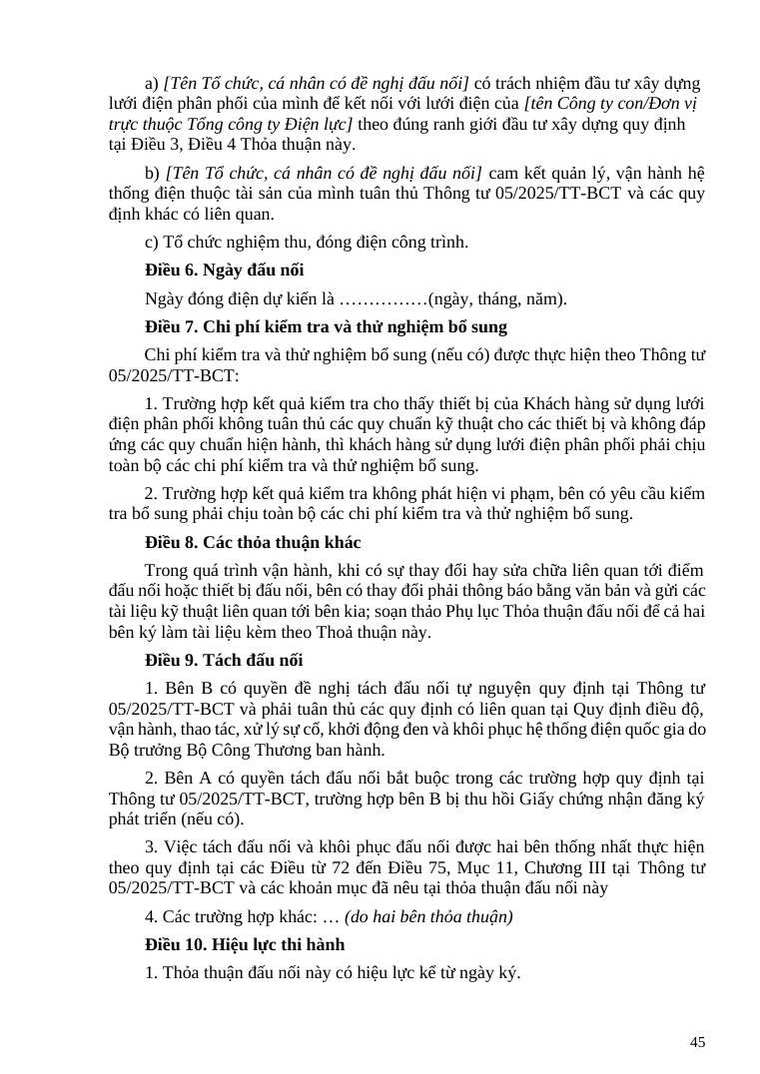 a) [Tên Tổ chức, cá nhân có đề nghị đấu nối] có trách nhiệm đầu tư xây dựng
lưới điện phân phối của mình để kết nối với lưới điện của [tên Công ty con/Đơn vị
trực thuộc Tổng công ty Điện lực] theo đúng ranh giới đầu tư xây dựng quy định
tại Điều 3, Điều 4 Thỏa thuận này.
b) [Tên Tổ chức, cá nhân có đề nghị đấu nối] cam kết quản lý, vận hành hệ
thống điện thuộc tài sản của mình tuân thủ Thông tư 05/2025/TT-BCT và các quy
định khác có liên quan.
c) Tổ chức nghiệm thu, đóng điện công trình.
Điều 6. Ngày đấu nối
Ngày đóng điện dự kiến là ……………(ngày, tháng, năm).
Điều 7. Chi phí kiểm tra và thử nghiệm bổ sung
Chi phí kiểm tra và thử nghiệm bổ sung (nếu có) được thực hiện theo Thông tư
05/2025/TT-BCT:
1. Trường hợp kết quả kiểm tra cho thấy thiết bị của Khách hàng sử dụng lưới
điện phân phối không tuân thủ các quy chuẩn kỹ thuật cho các thiết bị và không đáp
ứng các quy chuẩn hiện hành, thì khách hàng sử dụng lưới điện phân phối phải chịu
toàn bộ các chi phí kiểm tra và thử nghiệm bổ sung.
2. Trường hợp kết quả kiểm tra không phát hiện vi phạm, bên có yêu cầu kiểm
tra bổ sung phải chịu toàn bộ các chi phí kiểm tra và thử nghiệm bổ sung.
Điều 8. Các thỏa thuận khác
Trong quá trình vận hành, khi có sự thay đổi hay sửa chữa liên quan tới điểm
đấu nối hoặc thiết bị đấu nối, bên có thay đổi phải thông báo bằng văn bản và gửi các
tài liệu kỹ thuật liên quan tới bên kia; soạn thảo Phụ lục Thỏa thuận đấu nối để cả hai
bên ký làm tài liệu kèm theo Thoả thuận này.
Điều 9. Tách đấu nối
1. Bên B có quyền đề nghị tách đấu nối tự nguyện quy định tại Thông tư
05/2025/TT-BCT và phải tuân thủ các quy định có liên quan tại Quy định điều độ,
vận hành, thao tác, xử lý sự cố, khởi động đen và khôi phục hệ thống điện quốc gia do
Bộ trưởng Bộ Công Thương ban hành.
2. Bên A có quyền tách đấu nối bắt buộc trong các trường hợp quy định tại
Thông tư 05/2025/TT-BCT, trường hợp bên B bị thu hồi Giấy chứng nhận đăng ký
phát triển (nếu có).
3. Việc tách đấu nối và khôi phục đấu nối được hai bên thống nhất thực hiện
theo quy định tại các Điều từ 72 đến Điều 75, Mục 11, Chương III tại Thông tư
05/2025/TT-BCT và các khoản mục đã nêu tại thỏa thuận đấu nối này
4. Các trường hợp khác: … (do hai bên thỏa thuận)
Điều 10. Hiệu lực thi hành
1. Thỏa thuận đấu nối này có hiệu lực kể từ ngày ký.
45